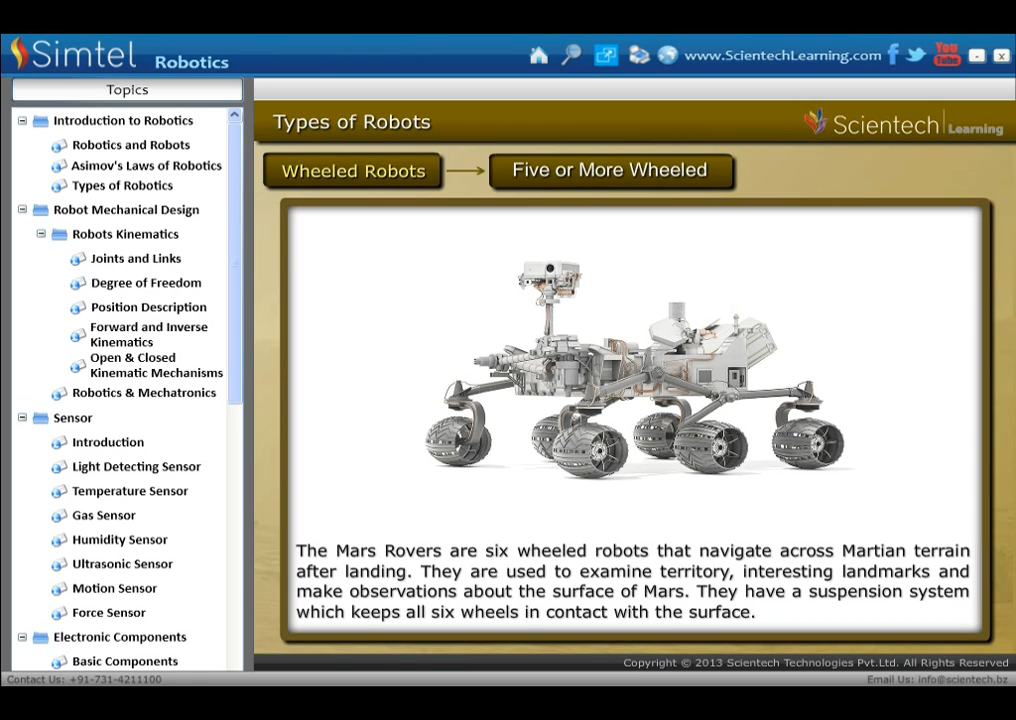 Simtel Robotics
www.ScientechLearning.com
You
Tube
Topics
Introduction to Robotics
Robotics and Robots
Asimov's Laws of Robotics
Types of Robotics
Robot Mechanical Design
Robots Kinematics
Joints and Links
Degree of Freedom
Position Description
Forward and Inverse
Kinematics
Open & Closed
Kinematic Mechanisms
Robotics & Mechatronics
Sensor
Introduction
Light Detecting Sensor
Temperature Sensor
Gas Sensor
Humidity Sensor
Ultrasonic Sensor
Motion Sensor
Force Sensor
Electronic Components
Basic Components
Types of Robots
Scientech Learning
Wheeled Robots
Five or More Wheeled
The Mars Rovers are six wheeled robots that navigate across Martian terrain
after landing. They are used to examine territory, interesting landmarks and
make observations about the surface of Mars. They have a suspension system
which keeps all six wheels in contact with the surface.
Copyright © 2013 Scientech Technologies Pvt.Ltd. All Rights Reserved
Contact Us: +91-731-4211100
Email Us: info@scientech.bz